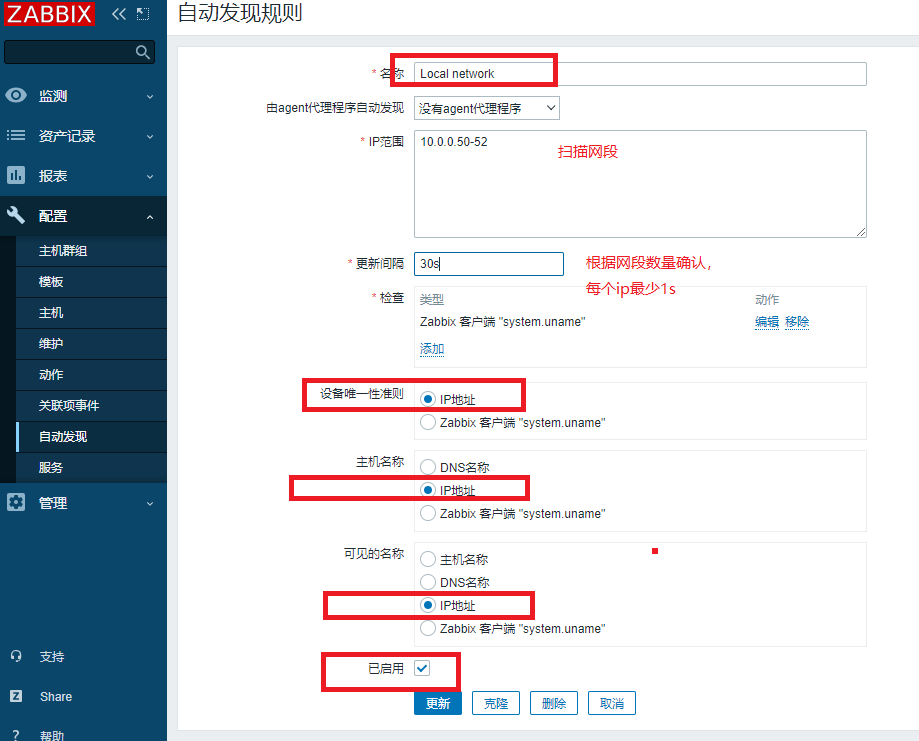 ZABBIX
自动发现规则
* 名称 Local network
监测
由agent代理程序自动发现 没有agent代理程序
资产记录
* IP范围 10.0.0.50-52
扫描网段
报表
配置
主机群组
* 更新间隔 30s
根据网段数量确认，
每个ip最少1s
模板
* 检查 类型 动作
主机
Zabbix 客户端 "system.uname" 编辑 移除
维护
添加
动作
设备唯一性准则 IP地址
关联项事件
Zabbix 客户端 "system.uname"
自动发现
主机名称 DNS名称
服务
IP地址
管理
Zabbix 客户端 "system.uname"
可见的名称 主机名称
DNS名称
IP地址
Zabbix 客户端 "system.uname"
支持
已启用
Z Share
更新 克隆 删除 取消
? 帮助